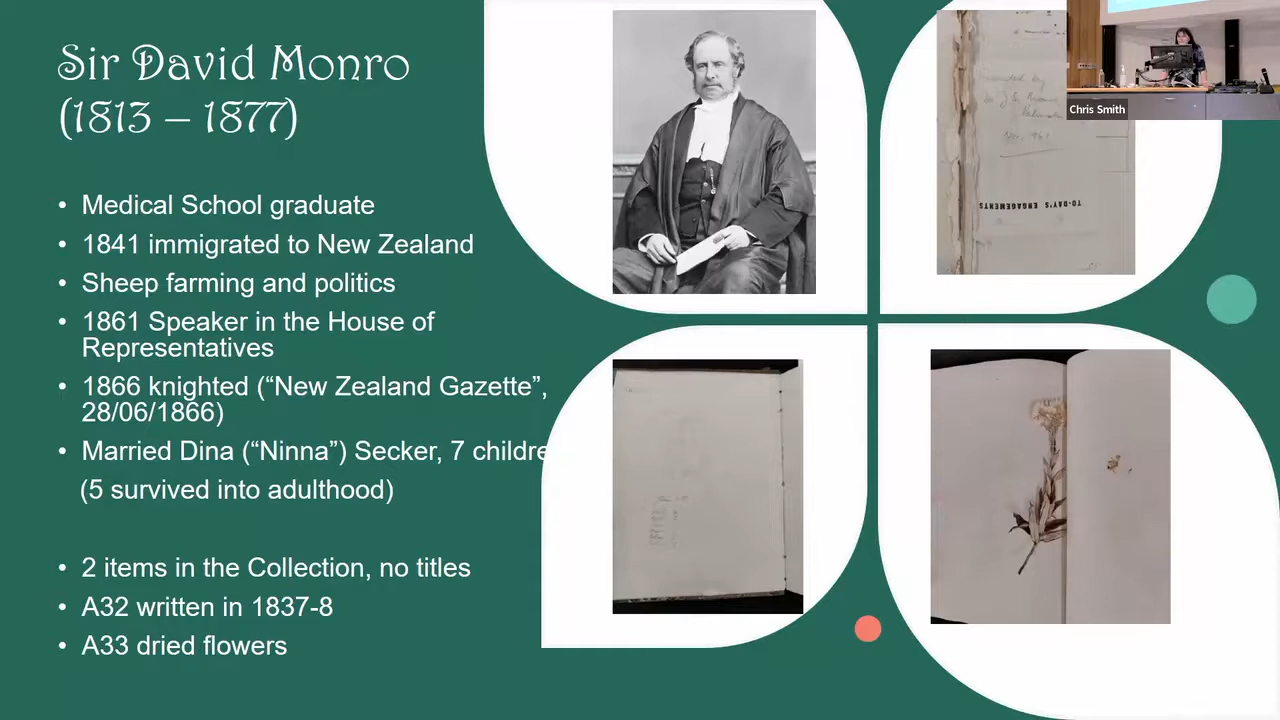 Sir David Monro
(1813 – 1877)
• Medical School graduate
• 1841 immigrated to New Zealand
• Sheep farming and politics
• 1861 Speaker in the House of
Representatives
• 1866 knighted (“New Zealand Gazette”,
28/06/1866)
• Married Dina (“Ninna”) Secker, 7 childre
(5 survived into adulthood)
• 2 items in the Collection, no titles
• A32 written in 1837-8
• A33 dried flowers
Chris Smith
by
TO-DAY'S ENGAGEMENTS